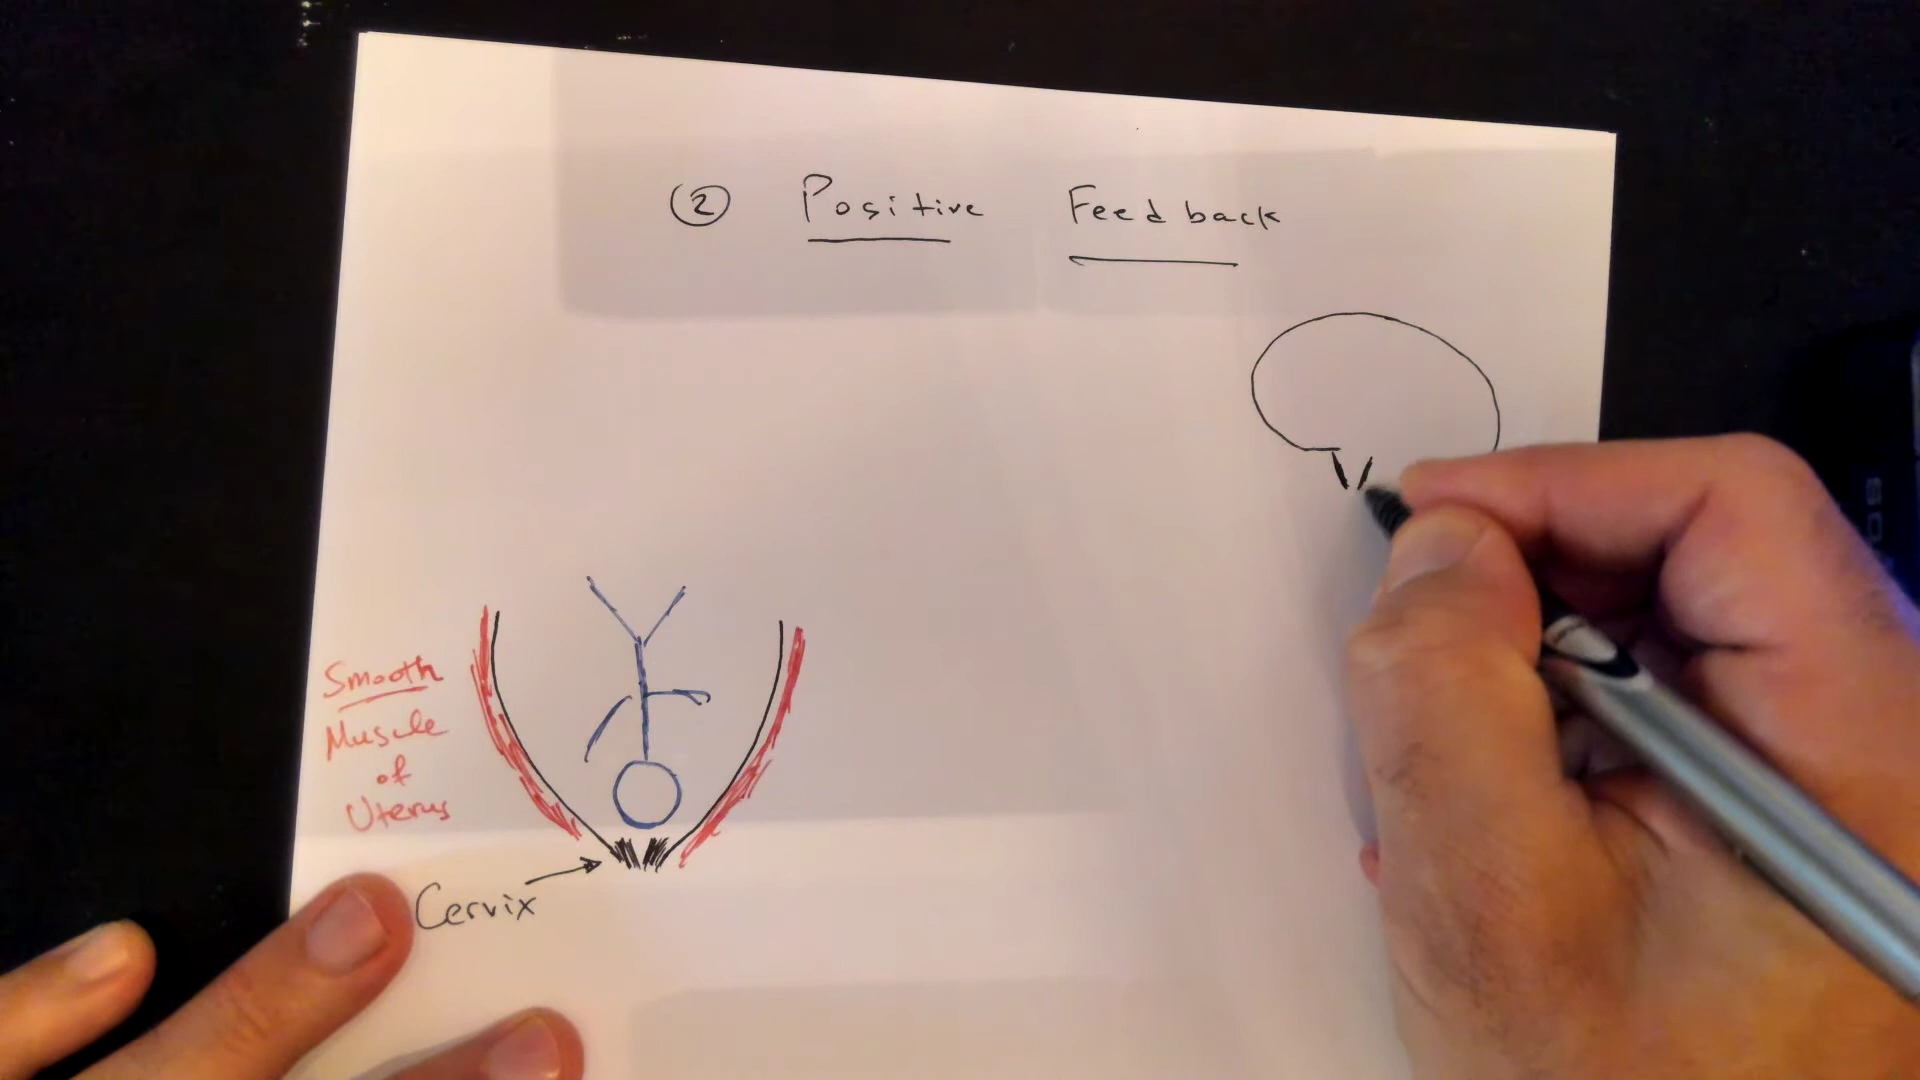 ② Positive Feedback
Smooth
Muscle
of
Uterus
Cervix